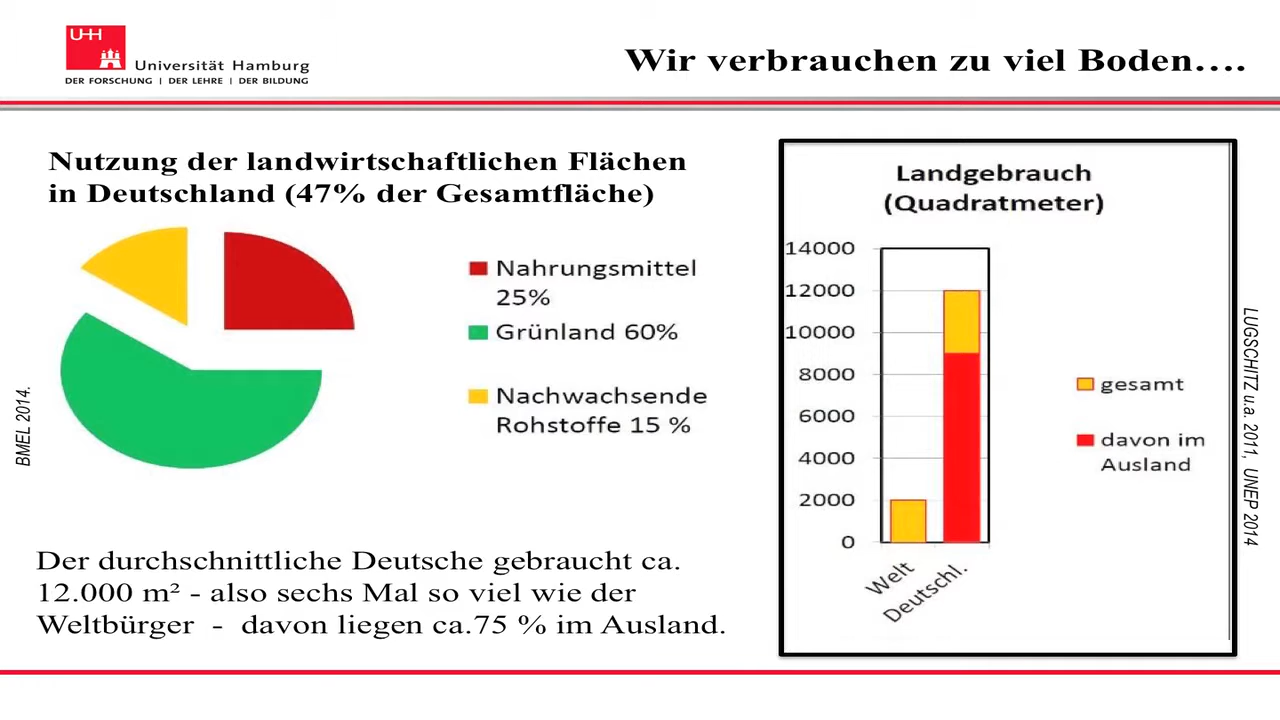 UHH
Universität Hamburg
DER FORSCHUNG | DER LEHRE | DER BILDUNG
Wir verbrauchen zu viel Boden….
Nutzung der landwirtschaftlichen Flächen
in Deutschland (47% der Gesamtfläche)
Nahrungsmittel
25%
Grünland 60%
Nachwachsende
Rohstoffe 15 %
BMEL 2014.
Der durchschnittliche Deutsche gebraucht ca.
12.000 m² - also sechs Mal so viel wie der
Weltbürger - davon liegen ca.75 % im Ausland.
Landgebrauch
(Quadratmeter)
14000
12000
10000
8000
6000
4000
2000
0
Welt
Deutschl.
gesamt
davon im
Ausland
LUGSCHITZ u.a. 2011, UNEP 2014